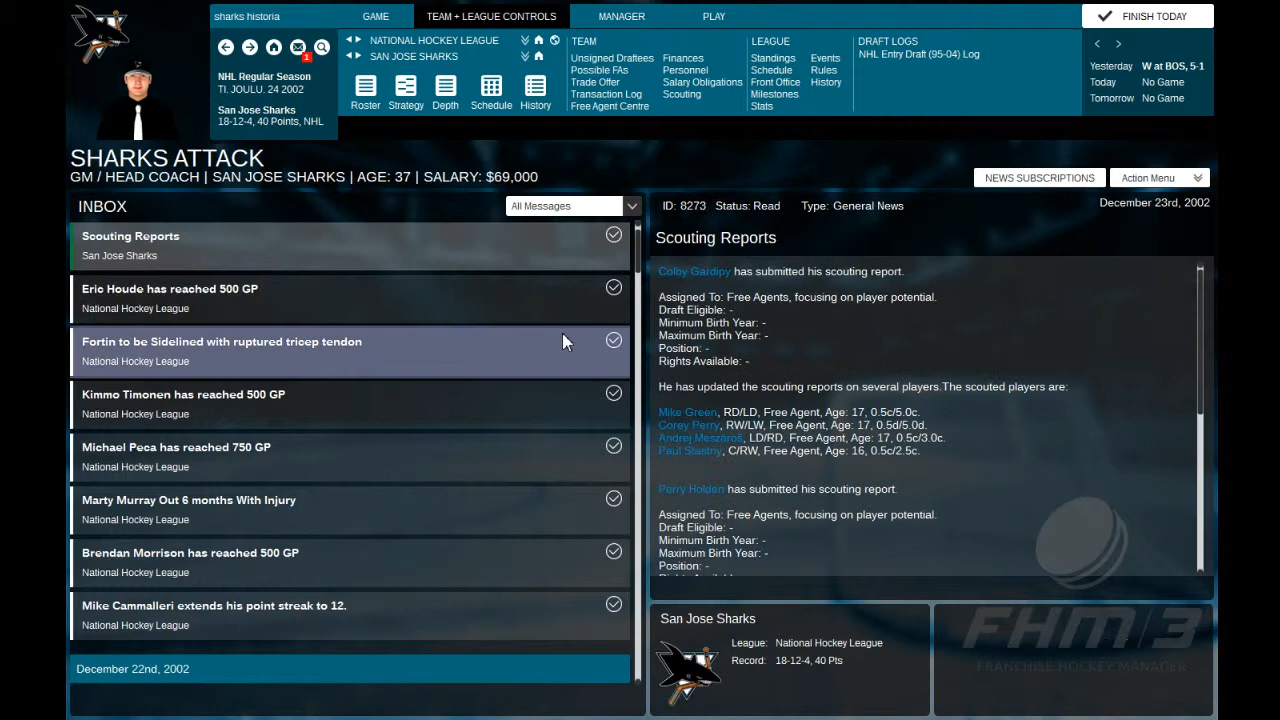 sharks historia
GAME
TEAM + LEAGUE CONTROLS
MANAGER
PLAY
FINISH TODAY
1
NHL Regular Season
TI. JOULU. 24 2002
San Jose Sharks
18-12-4, 40 Points, NHL
NATIONAL HOCKEY LEAGUE
SAN JOSE SHARKS
Roster
Strategy
Depth
Schedule
History
TEAM
Unsigned Draftees
Possible FAs
Trade Offer
Transaction Log
Free Agent Centre
Finances
Personnel
Salary Obligations
Scouting
LEAGUE
Standings
Schedule
Front Office
Milestones
Stats
Events
Rules
History
DRAFT LOGS
NHL Entry Draft (95-04) Log
Yesterday W at BOS, 5-1
Today No Game
Tomorrow No Game
SHARKS ATTACK
GM / HEAD COACH | SAN JOSE SHARKS | AGE: 37 | SALARY: $69,000
NEWS SUBSCRIPTIONS
Action Menu
INBOX
All Messages
Scouting Reports
San Jose Sharks
Eric Houde has reached 500 GP
National Hockey League
Fortin to be Sidelined with ruptured tricep tendon
National Hockey League
Kimmo Timonen has reached 500 GP
National Hockey League
Michael Peca has reached 750 GP
National Hockey League
Marty Murray Out 6 months With Injury
National Hockey League
Brendan Morrison has reached 500 GP
National Hockey League
Mike Cammalleri extends his point streak to 12.
National Hockey League
December 22nd, 2002
ID: 8273 Status: Read Type: General News
December 23rd, 2002
Scouting Reports
Colby Gardipy has submitted his scouting report.
Assigned To: Free Agents, focusing on player potential.
Draft Eligible: -
Minimum Birth Year: -
Maximum Birth Year: -
Position: -
Rights Available: -
He has updated the scouting reports on several players.The scouted players are:
Mike Green, RD/LD, Free Agent, Age: 17, 0.5c/5.0c.
Corey Perry, RW/LW, Free Agent, Age: 17, 0.5d/5.0d.
Andrej Meszaros, LD/RD, Free Agent, Age: 17, 0.5c/3.0c.
Paul Stastny, C/RW, Free Agent, Age: 16, 0.5c/2.5c.
Perry Holden has submitted his scouting report.
Assigned To: Free Agents, focusing on player potential.
Draft Eligible: -
Minimum Birth Year: -
Maximum Birth Year: -
Position: -
San Jose Sharks
League: National Hockey League
Record: 18-12-4, 40 Pts
FHM/3
FRANCHISE HOCKEY MANAGER